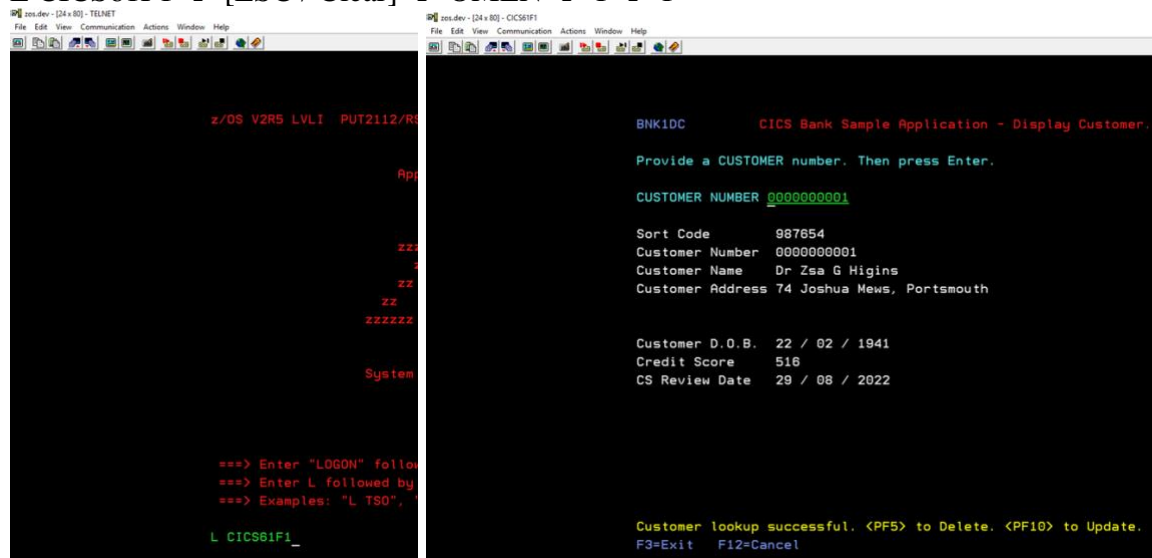 zos.dev - [24 x 80] - TELNET
File Edit View Communication Actions Window Help
z/OS V2R5 LVLI PUT2112/RS
App
zzz
z
zz
zz
zzzzzz
System
===> Enter "LOGON" follow
===> Enter L followed by
===> Examples: "L TSO", "
L CICS61F1_
zos.dev - [24 x 80] - CICS61F1
File Edit View Communication Actions Window Help
BNK1DC CICS Bank Sample Application - Display Customer.
Provide a CUSTOMER number. Then press Enter.
CUSTOMER NUMBER 0000000001
Sort Code 987654
Customer Number 0000000001
Customer Name Dr Zsa G Higins
Customer Address 74 Joshua Mews, Portsmouth
Customer D.O.B. 22 / 02 / 1941
Credit Score 516
CS Review Date 29 / 08 / 2022
Customer lookup successful. <PF5> to Delete. <PF10> to Update.
F3=Exit F12=Cancel